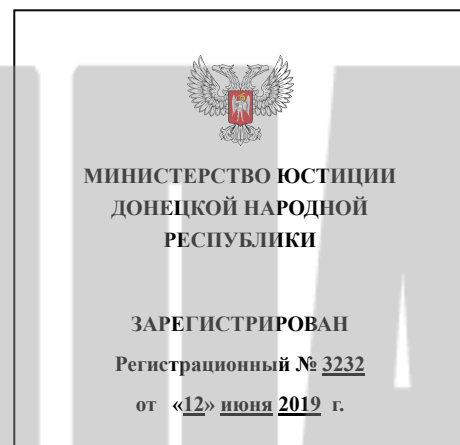 МИНИСТЕРСТВО ЮСТИЦИИ
ДОНЕЦКОЙ НАРОДНОЙ
РЕСПУБЛИКИ
ЗАРЕГИСТРИРОВАН
Регистрационный № 3232
от «12» июня 2019 г.